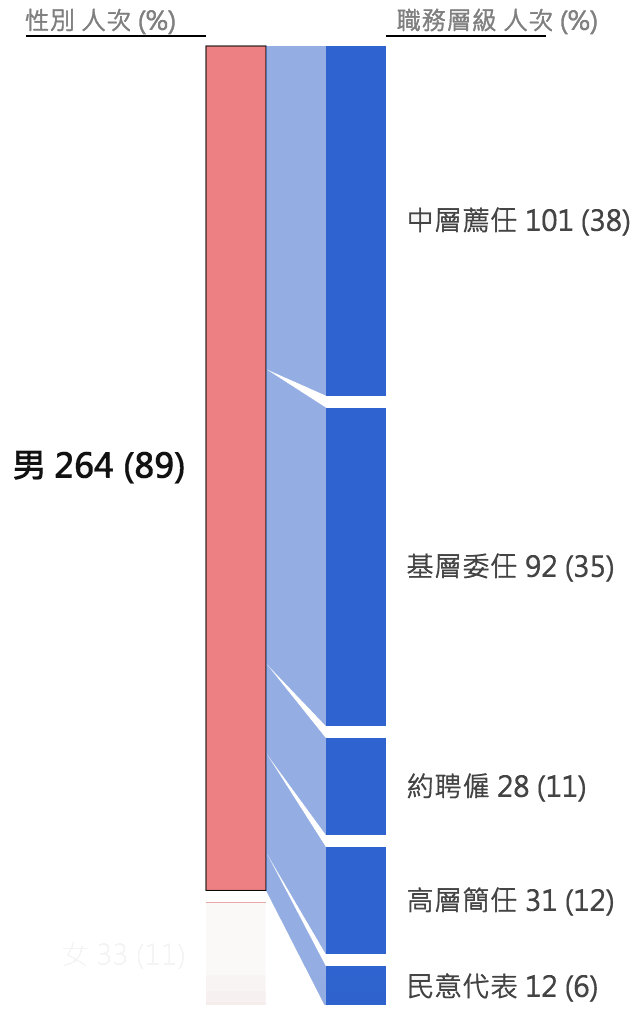 性別 人次 (%)
職務層級 人次 (%)
中層薦任 101 (38)
男 264 (89)
基層委任 92 (35)
約聘僱 28 (11)
高層簡任 31 (12)
女 33 (11)
民意代表 12 (6)